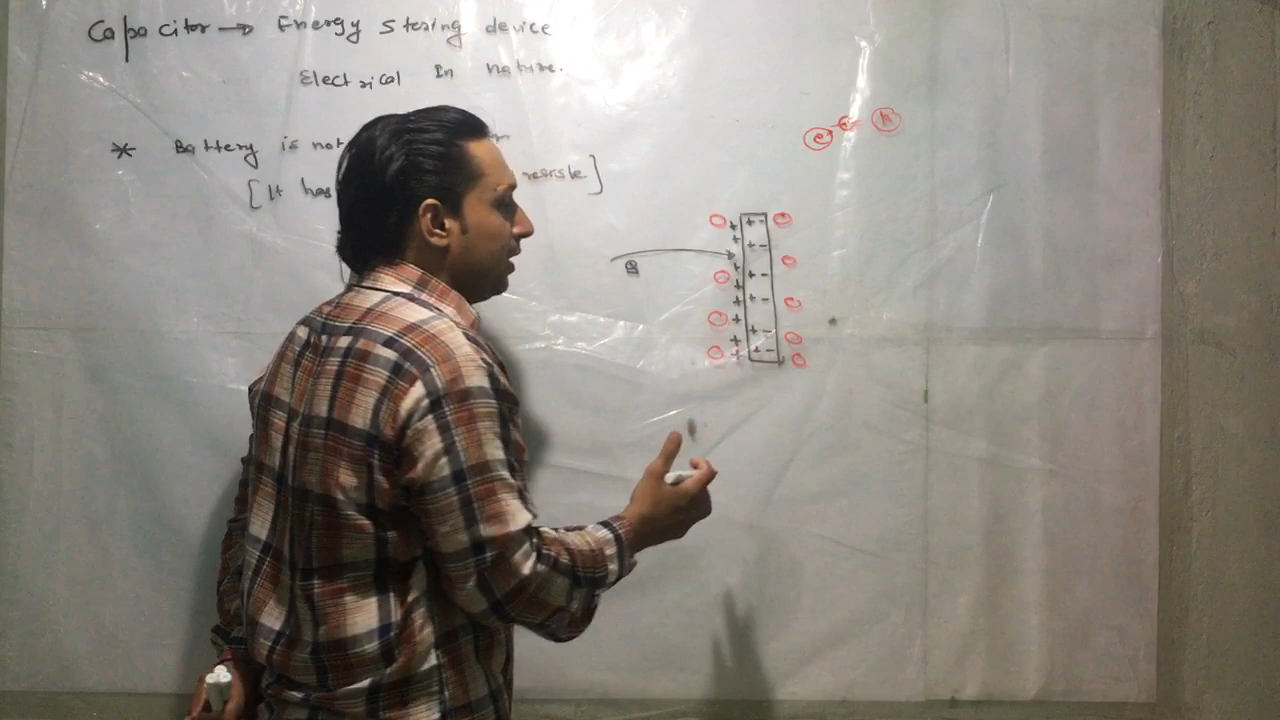 Capacitor → Energy Storing device
Electrical In nature.
* Battery is not
[It has
]
Q
+ -
+ -
+ -
+ -
+ -
+ -